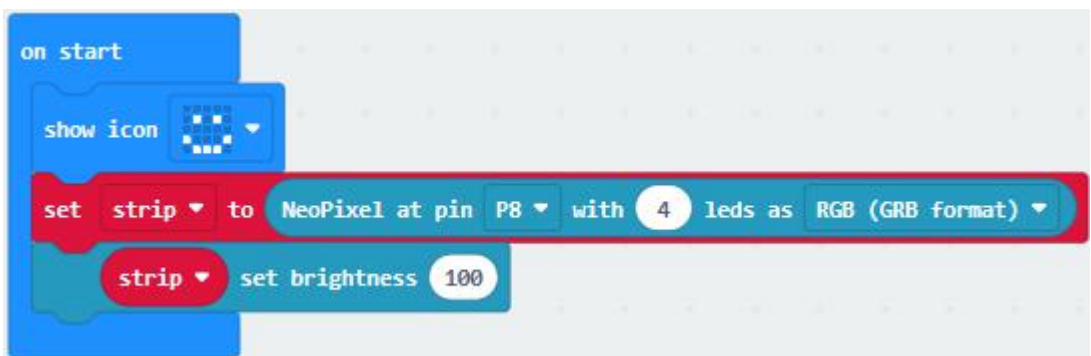 on start
show icon
set strip to NeoPixel at pin P8 with 4 leds as RGB (GRB format)
strip set brightness 100